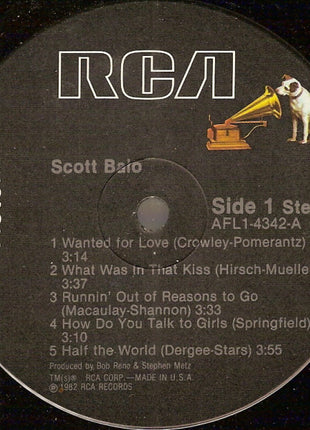 RCA
Scott Baio
Side 1 Ste
AFL1-4342-A
1 Wanted for Love (Crowley-Pomerantz)
3:14
2 What Was in That Kiss (Hirsch-Muelle
3:37
3 Runnin' Out of Reasons to Go
(Macaulay-Shannon) 3:33
4 How Do You Talk to Girls (Springfield)
3:10
5 Half the World (Dergee-Stars) 3:55
Produced by Bob Reno & Stephen Metz
TM(s)® RCA CORP.—MADE IN U.S.A.
℗1982 RCA RECORDS